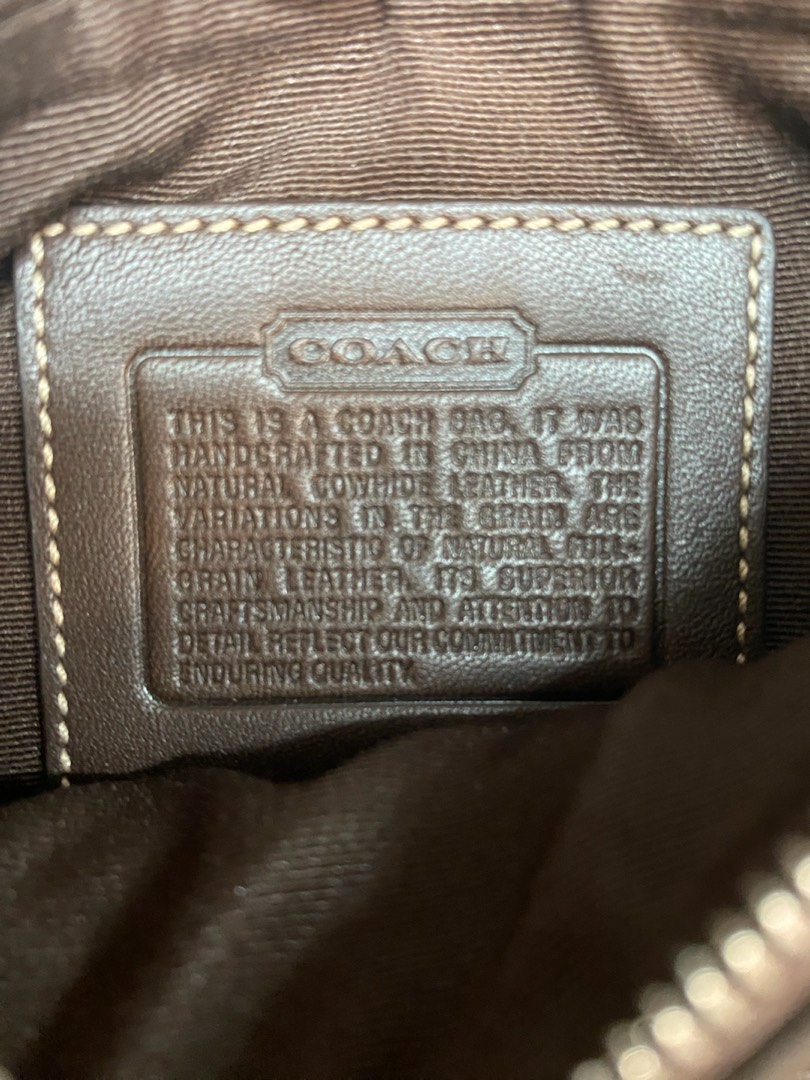 COACH
THIS IS A COACH BAG. IT WAS
HANDCRAFTED IN CHINA FROM
NATURAL COWHIDE LEATHER. THE
VARIATIONS IN THE GRAIN ARE
CHARACTERISTIC OF NATURAL FULL-
GRAIN LEATHER. ITS SUPERIOR
CRAFTSMANSHIP AND ATTENTION TO
DETAIL REFLECT OUR COMMITMENT TO
ENDURING QUALITY.